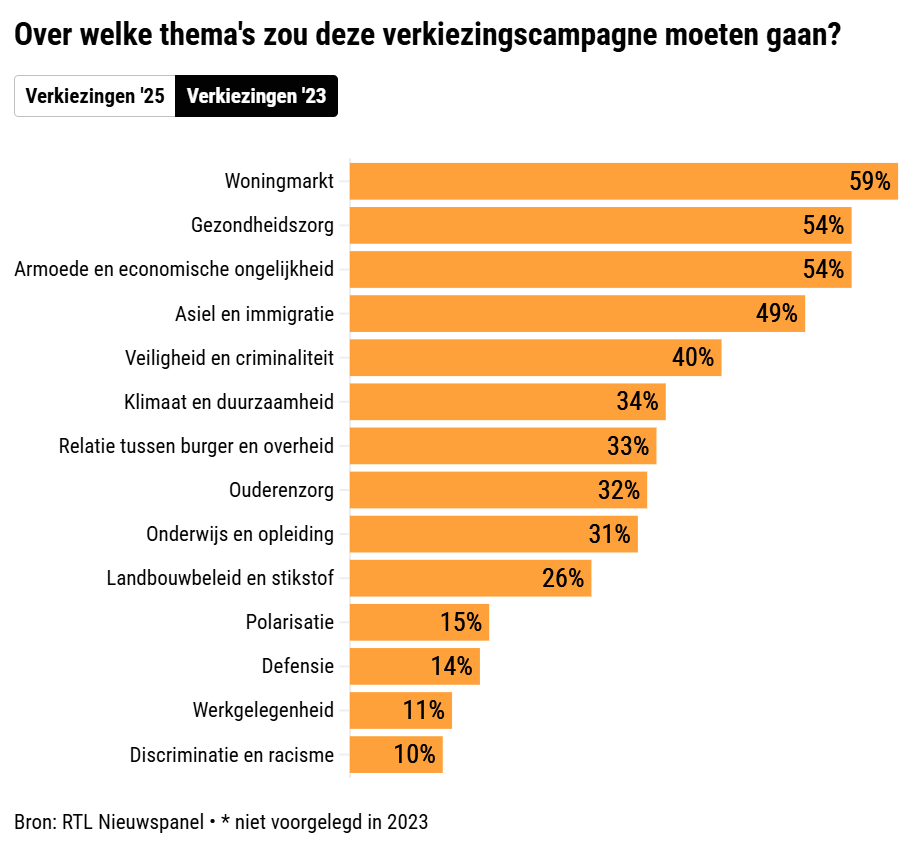 Over welke thema's zou deze verkiezingscampagne moeten gaan?
Verkiezingen '25 Verkiezingen '23
Woningmarkt 59%
Gezondheidszorg 54%
Armoede en economische ongelijkheid 54%
Asiel en immigratie 49%
Veiligheid en criminaliteit 40%
Klimaat en duurzaamheid 34%
Relatie tussen burger en overheid 33%
Ouderenzorg 32%
Onderwijs en opleiding 31%
Landbouwbeleid en stikstof 26%
Polarisatie 15%
Defensie 14%
Werkgelegenheid 11%
Discriminatie en racisme 10%
Bron: RTL Nieuwspanel • * niet voorgelegd in 2023